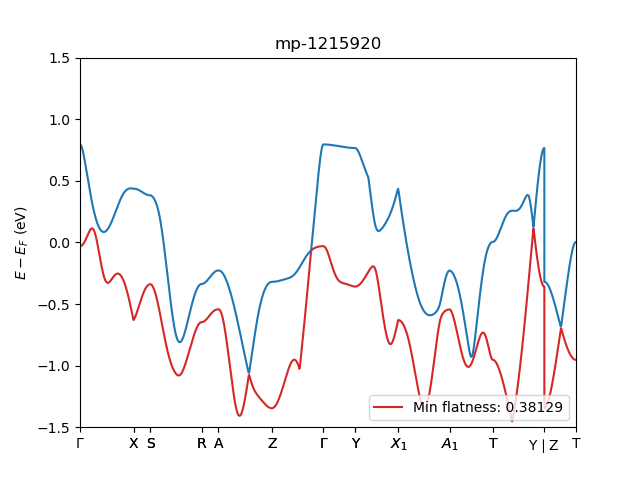 mp-1215920
1.5
1.0
0.5
0.0
−0.5
−1.0
−1.5
E − E_F (eV)
Min flatness: 0.38129
Γ X S R A Z Γ Y X₁ A₁ T Y | Z T